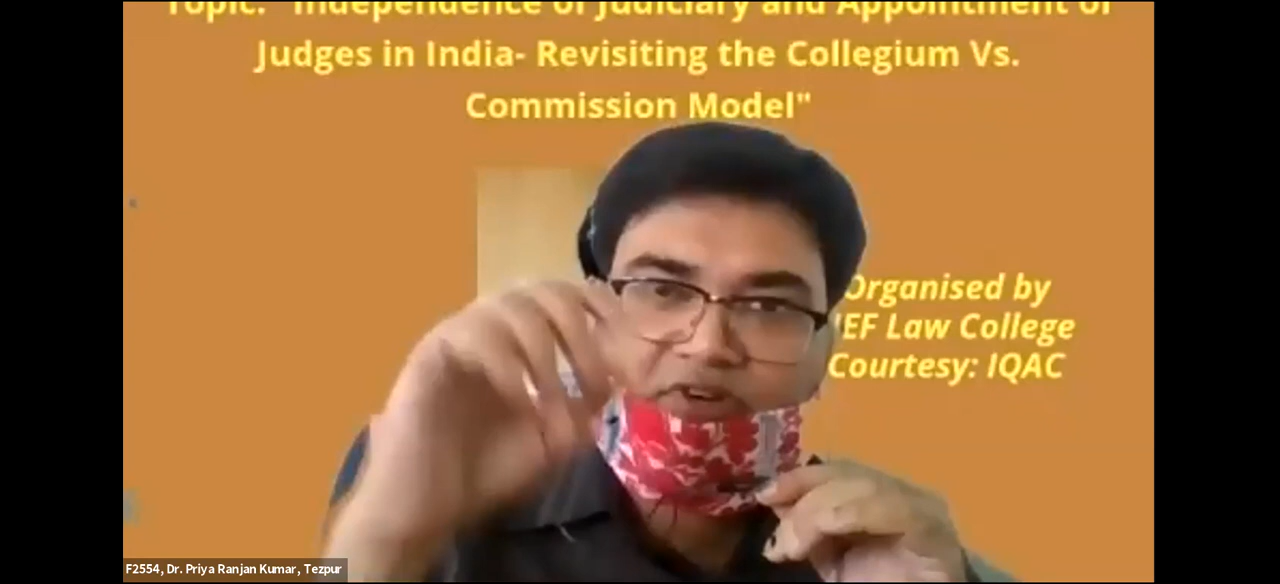 Topic: "Independence of Judiciary and Appointment of
Judges in India- Revisiting the Collegium Vs.
Commission Model"
Organised by
EF Law College
Courtesy: IQAC
F2554, Dr. Priya Ranjan Kumar, Tezpur